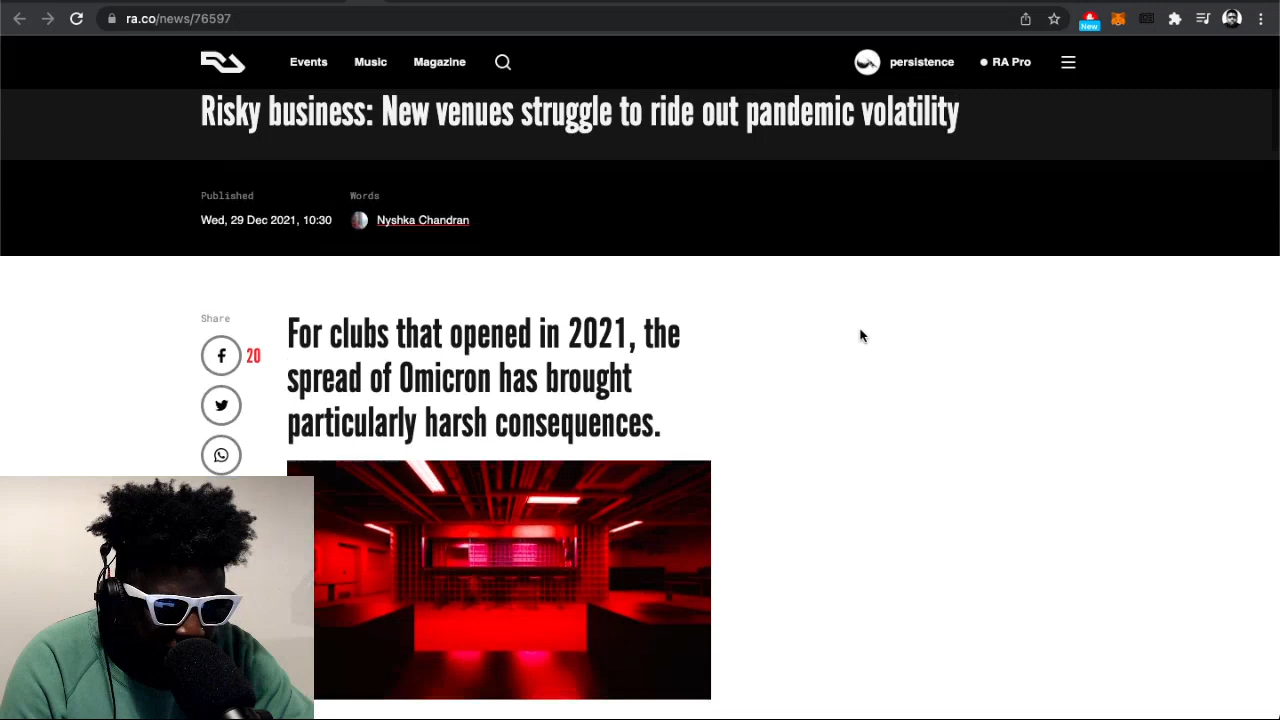 ra.co/news/76597
New
Events Music Magazine
persistence RA Pro
Risky business: New venues struggle to ride out pandemic volatility
Published Words
Wed, 29 Dec 2021, 10:30 Nyshka Chandran
Share
20
For clubs that opened in 2021, the
spread of Omicron has brought
particularly harsh consequences.